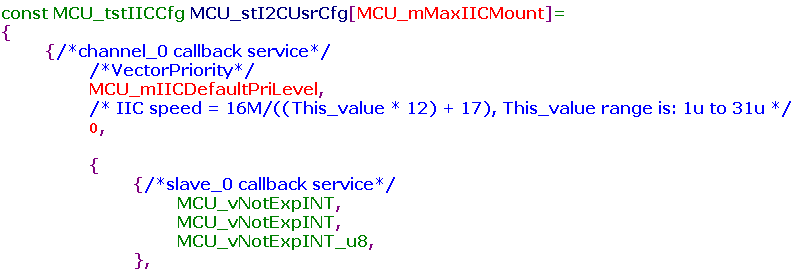 const MCU_tstIICCfg MCU_stI2CUsrCfg[MCU_mMaxIICMount]=
{
{/*channel_0 callback service*/
/*VectorPriority*/
MCU_mIICDefaultPriLevel,
/* IIC speed = 16M/((This_value * 12) + 17), This_value range is: 1u to 31u */
0,
{
{/*slave_0 callback service*/
MCU_vNotExpINT,
MCU_vNotExpINT,
MCU_vNotExpINT_u8,
},